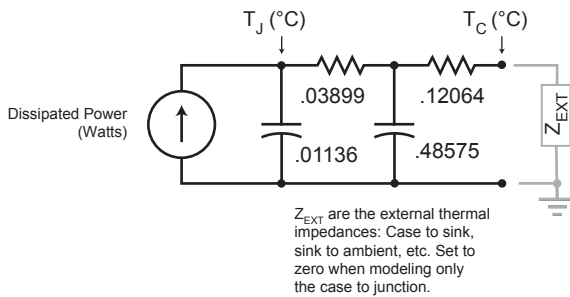 T_J (°C)
T_C (°C)
Dissipated Power
(Watts)
.03899
.12064
.01136
.48575
Z_EXT
Z_EXT are the external thermal
impedances: Case to sink,
sink to ambient, etc. Set to
zero when modeling only
the case to junction.